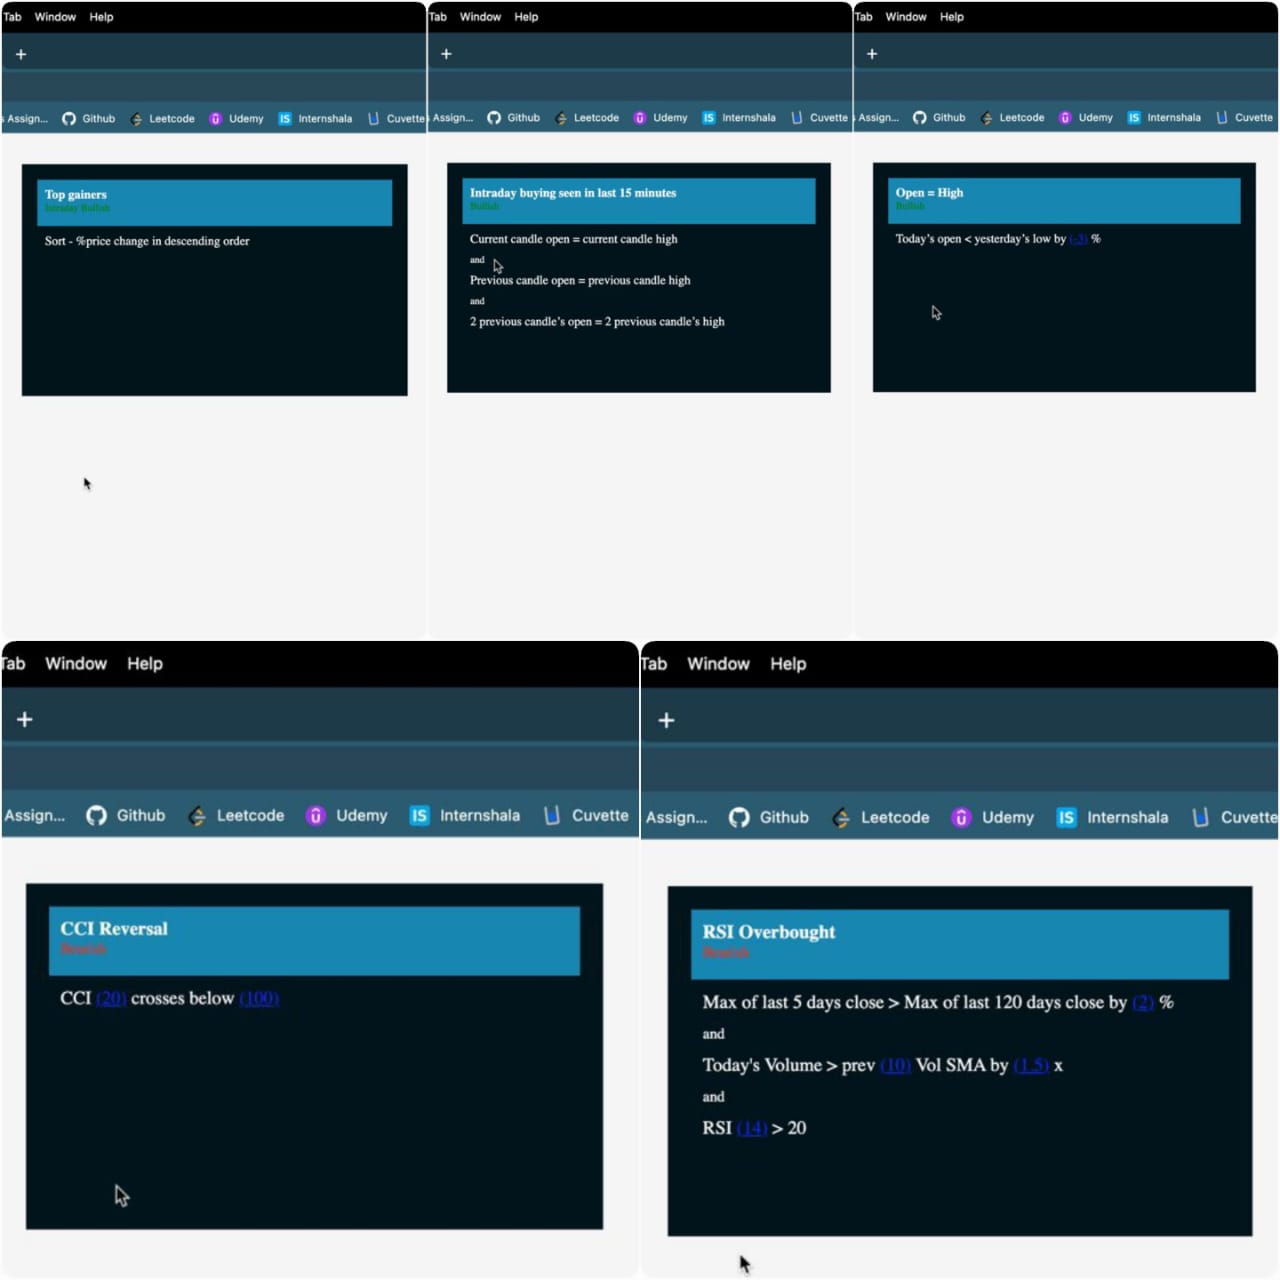 Tab Window Help
+
s Assign... Github Leetcode Udemy IS Internshala Cuvette
Top gainers
Intraday Bullish
Sort - %price change in descending order
Tab Window Help
+
Assign... Github Leetcode Udemy IS Internshala Cuvette
Intraday buying seen in last 15 minutes
Bullish
Current candle open = current candle high
and
Previous candle open = previous candle high
and
2 previous candle’s open = 2 previous candle’s high
Tab Window Help
+
Assign... Github Leetcode Udemy IS Internshala Cuvette
Open = High
Bullish
Today’s open < yesterday’s low by (-3) %
Tab Window Help
+
Assign... Github Leetcode Udemy IS Internshala Cuvette
CCI Reversal
Bearish
CCI (20) crosses below (100)
Tab Window Help
+
Assign... Github Leetcode Udemy IS Internshala Cuvette
RSI Overbought
Bearish
Max of last 5 days close > Max of last 120 days close by (2) %
and
Today's Volume > prev (10) Vol SMA by (1.5) x
and
RSI (14) > 20